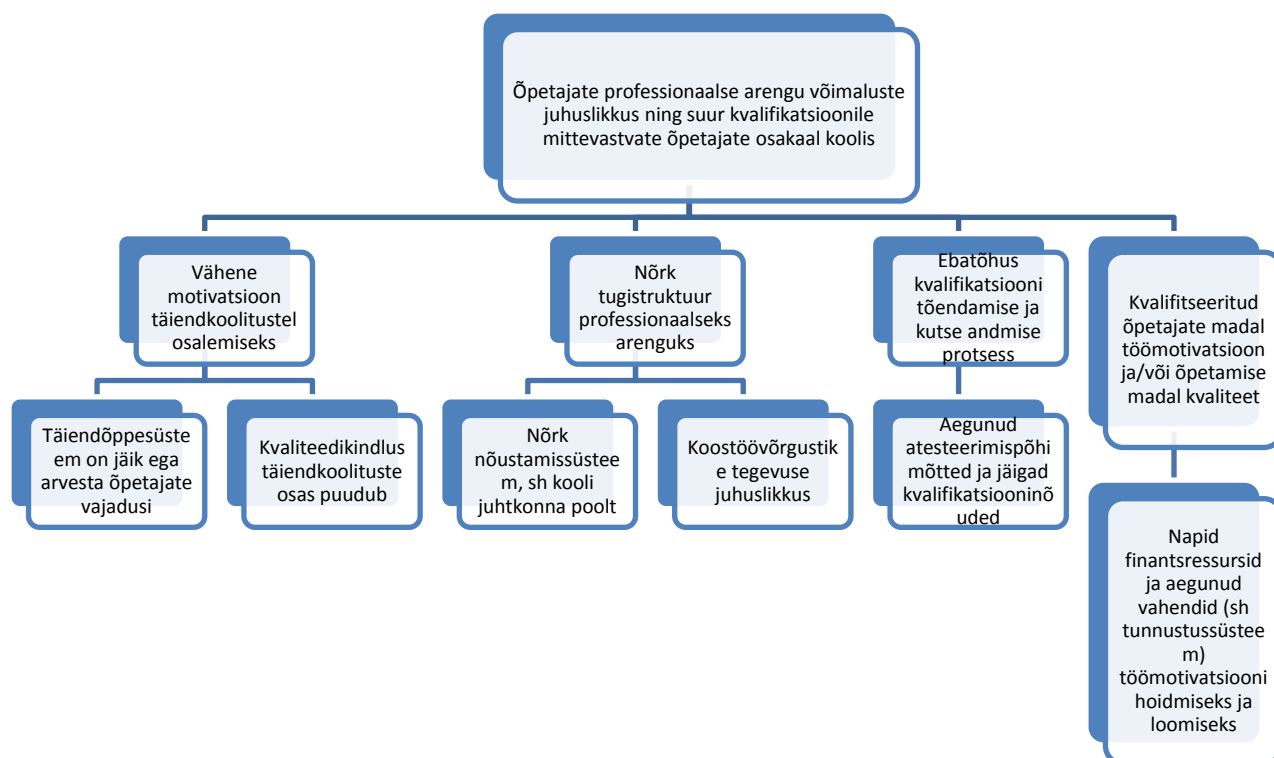 Õpetajate professionaalse arengu võimaluste
juhuslikkus ning suur kvalifikatsioonile
mittevastvate õpetajate osakaal koolis
Vähene
motivatsioon
täiendkoolitustel
osalemiseks
Nõrk
tugistruktuur
professionaalseks
arenguks
Ebatõhus
kvalifikatsiooni
tõendamise ja
kutse andmise
protsess
Kvalifitseeritud
õpetajate madal
töömotivatsioon
ja/või õpetamise
madal kvaliteet
Täiendõppesüste
em on jäik ega
arvesta õpetajate
vajadusi
Kvaliteedikindlus
täiendkoolituste
osas puudub
Nõrk
nõustamissüstee
m, sh kooli
juhtkonna poolt
Koostöövõrgustik
e tegevuse
juhuslikkus
Aegunud
atesteerimispõhi
mõtted ja jäigad
kvalifikatsiooninõ
uded
Napid
finantsressursid
ja aegunud
vahendid (sh
tunnustussüstee
m)
töömotivatsiooni
hoidmiseks ja
loomiseks